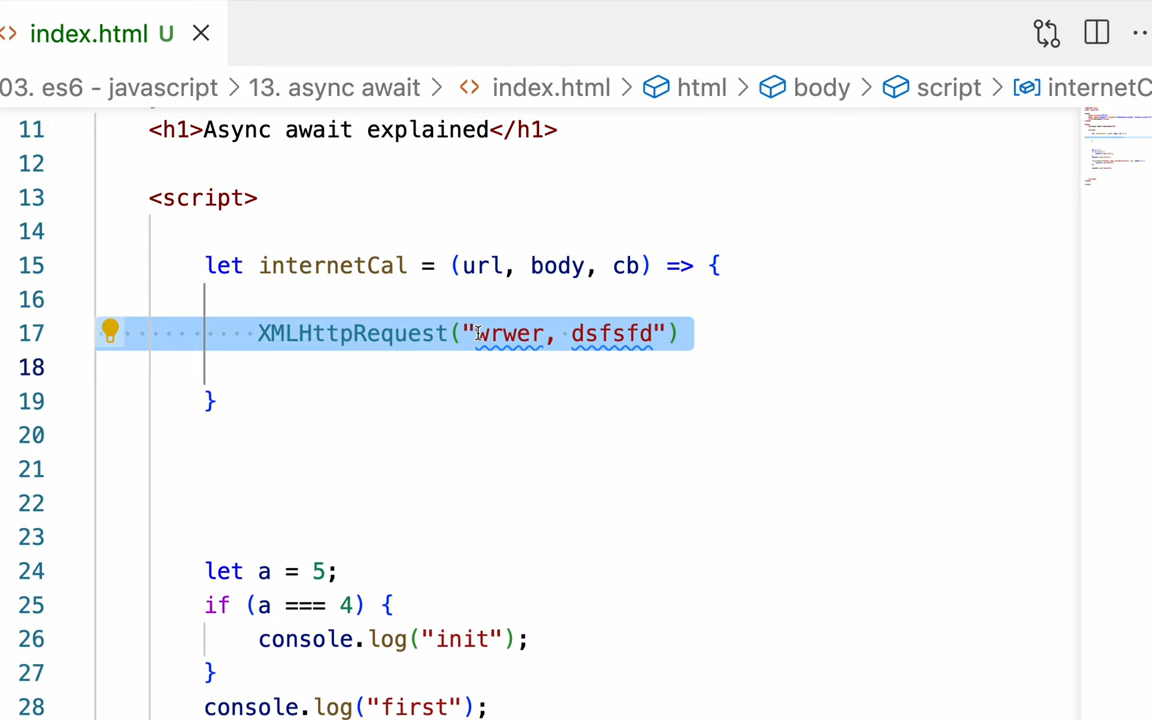 index.html U
03. es6 - javascript > 13. async await > index.html > html > body > script > internetC
11 <h1>Async await explained</h1>
12
13 <script>
14
15 let internetCal = (url, body, cb) => {
16
17 XMLHttpRequest("wrwer, dsfsfd")
18
19 }
20
21
22
23
24 let a = 5;
25 if (a === 4) {
26 console.log("init");
27 }
28 console.log("first");